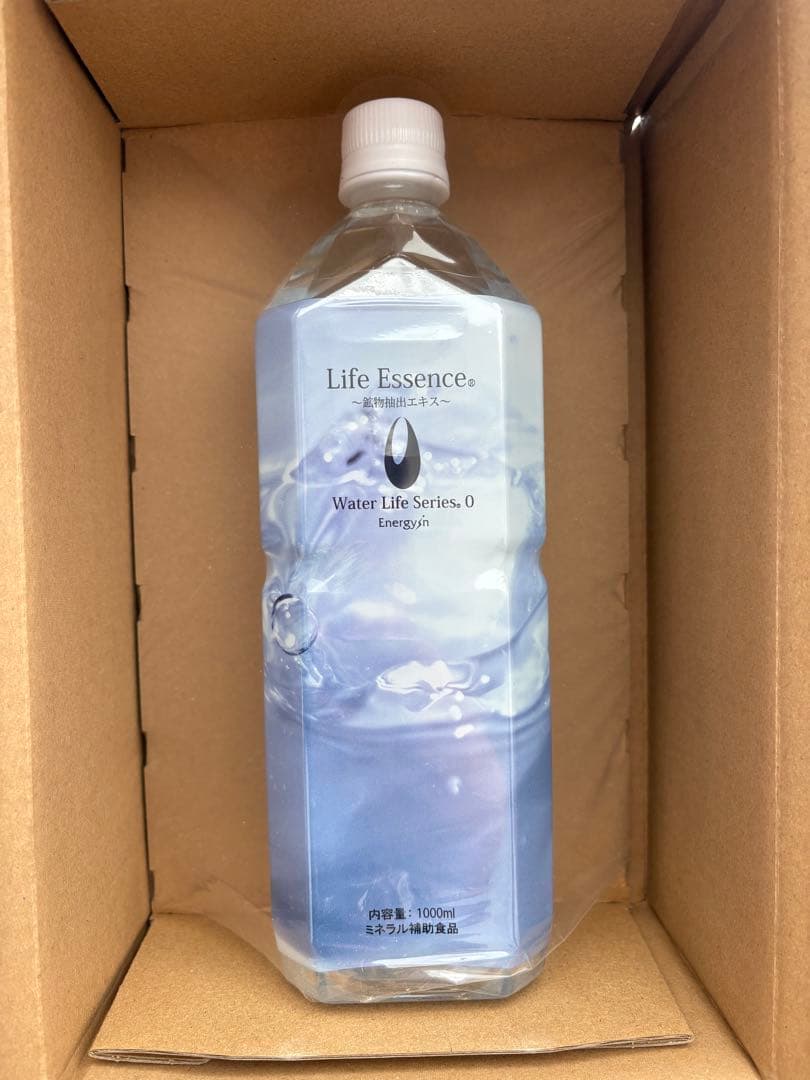 Life Essence®
～鉱物抽出エキス～
Water Life Series® 0
Energysin
内容量：1000ml
ミネラル補助食品